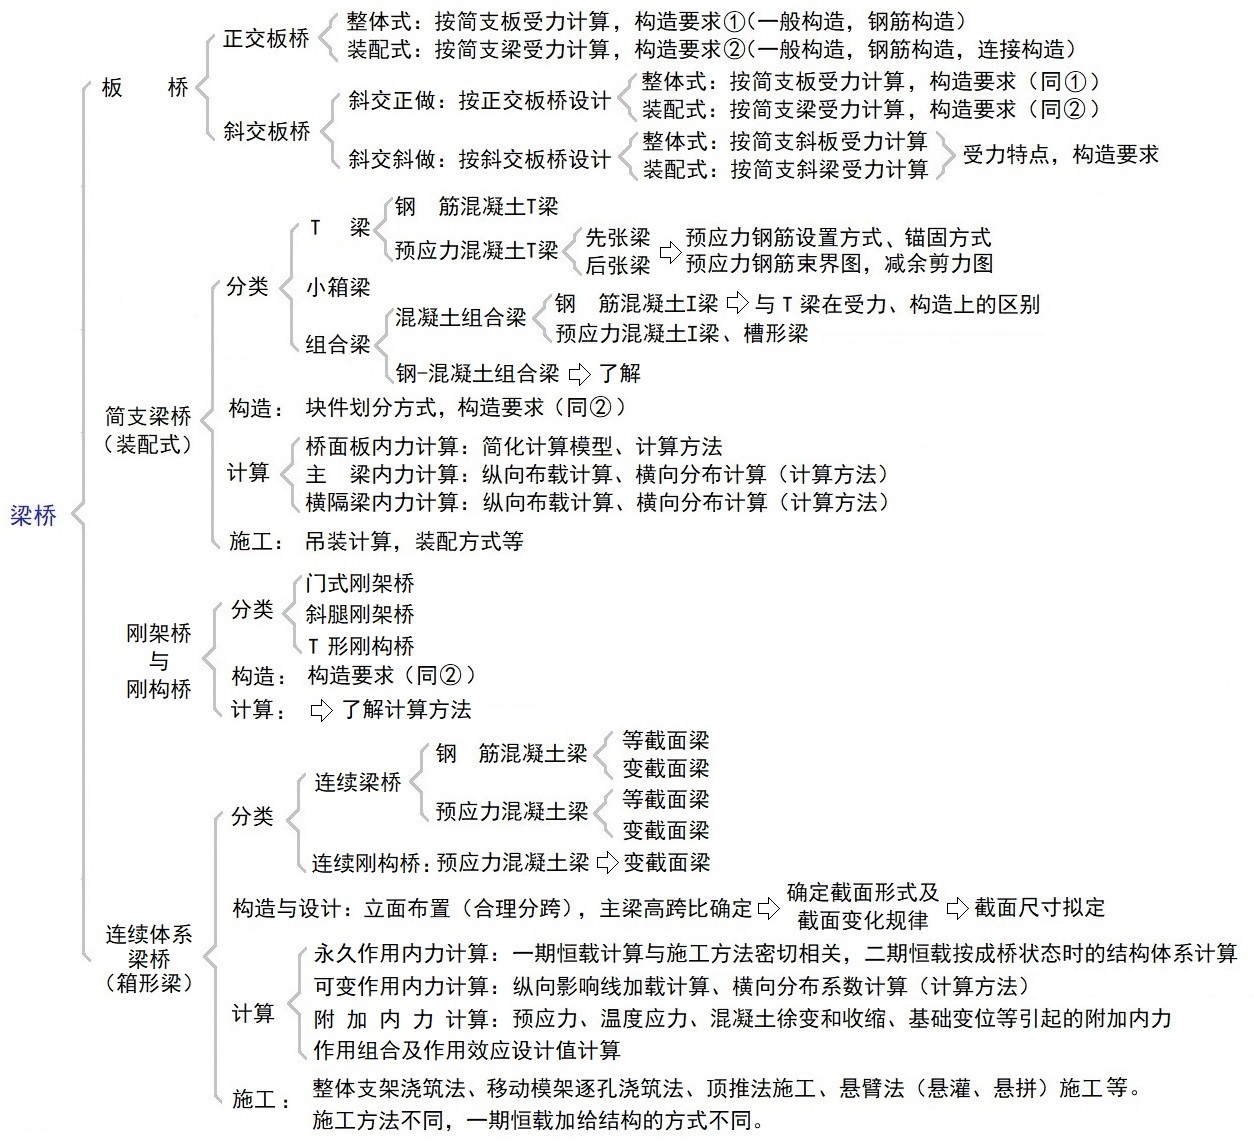 整体式：按简支板受力计算，构造要求①(一般构造，钢筋构造）
正交板桥
装配式：按简支梁受力计算，构造要求②(一般构造，钢筋构造，连接构造）
板 桥
整体式：按简支板受力计算，构造要求（同①）
斜交正做：按正交板桥设计
装配式：按简支梁受力计算，构造要求（同②）
斜交板桥
整体式：按简支斜板受力计算
斜交斜做：按斜交板桥设计
受力特点，构造要求
装配式：按简支斜梁受力计算
钢 筋混凝土T梁
T 梁
预应力混凝土T梁
先张梁 ⇨ 预应力钢筋设置方式、锚固方式
后张梁 预应力钢筋束界图，减余剪力图
分类
小箱梁
钢 筋混凝土I梁 ⇨ 与 T 梁在受力、构造上的区别
混凝土组合梁
预应力混凝土I梁、槽形梁
组合梁
钢-混凝土组合梁 ⇨ 了解
简支梁桥
（装配式）
构造： 块件划分方式，构造要求（同②）
桥面板内力计算：简化计算模型、计算方法
计算
主 梁内力计算：纵向布载计算、横向分布计算（计算方法）
横隔梁内力计算：纵向布载计算、横向分布计算（计算方法）
梁桥
施工： 吊装计算，装配方式等
门式刚架桥
分类
斜腿刚架桥
T 形刚构桥
刚架桥
与
刚构桥
构造： 构造要求（同②）
计算： ⇨ 了解计算方法
等截面梁
钢 筋混凝土梁
变截面梁
连续梁桥
等截面梁
预应力混凝土梁
变截面梁
分类
连续刚构桥：预应力混凝土梁 ⇨ 变截面梁
构造与设计：立面布置（合理分跨），主梁高跨比确定 ⇨ 确定截面形式及
截面变化规律 ⇨ 截面尺寸拟定
连续体系
梁桥
（箱形梁）
永久作用内力计算：一期恒载计算与施工方法密切相关，二期恒载按成桥状态时的结构体系计算
可变作用内力计算：纵向影响线加载计算、横向分布系数计算（计算方法）
计算
附 加 内 力 计算：预应力、温度应力、混凝土徐变和收缩、基础变位等引起的附加内力
作用组合及作用效应设计值计算
施工： 整体支架浇筑法、移动模架逐孔浇筑法、顶推法施工、悬臂法（悬灌、悬拼）施工等。
施工方法不同，一期恒载加给结构的方式不同。